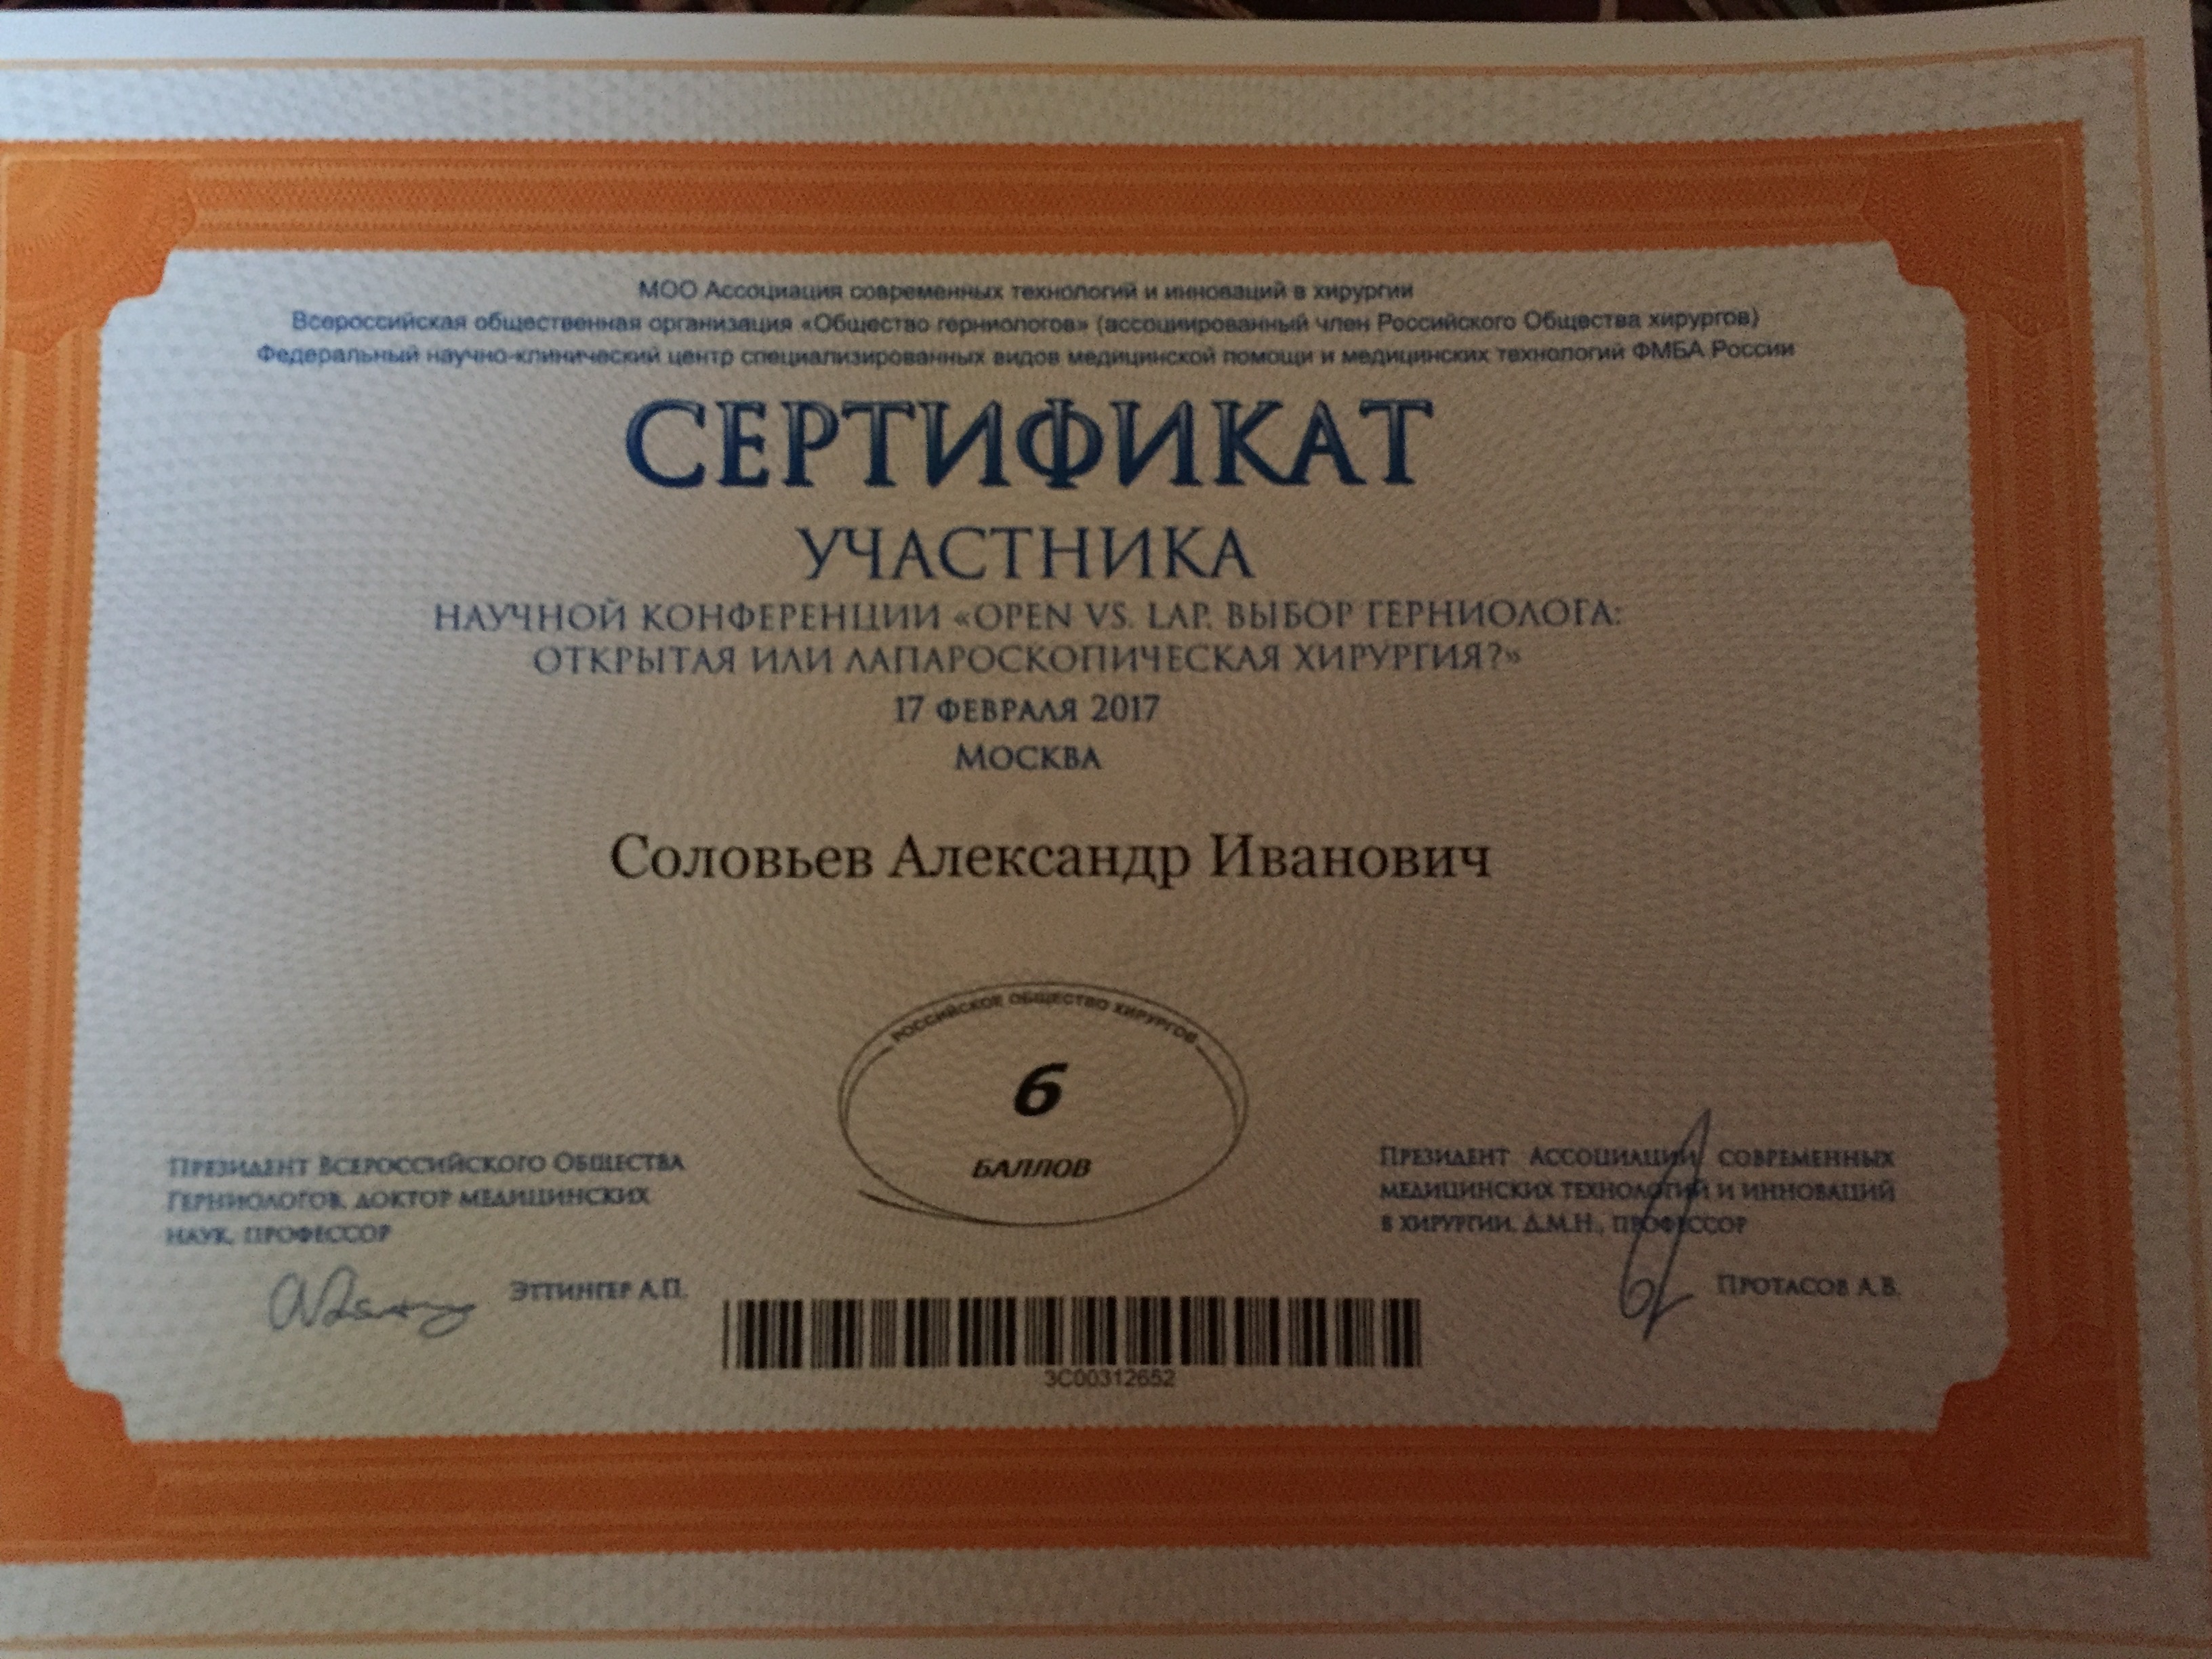 МОО Ассоциация современных технологий и инноваций в хирургии
Всероссийская общественная организация «Общество герниологов» (ассоциированный член Российского Общества хирургов)
Федеральный научно-клинический центр специализированных видов медицинской помощи и медицинских технологий ФМБА России
СЕРТИФИКАТ
УЧАСТНИКА
НАУЧНОЙ КОНФЕРЕНЦИИ «OPEN VS. LAP. ВЫБОР ГЕРНИОЛОГА:
ОТКРЫТАЯ ИЛИ ЛАПАРОСКОПИЧЕСКАЯ ХИРУРГИЯ?»
17 ФЕВРАЛЯ 2017
МОСКВА
Соловьев Александр Иванович
РОССИЙСКОЕ ОБЩЕСТВО ХИРУРГОВ
6
БАЛЛОВ
ПРЕЗИДЕНТ ВСЕРОССИЙСКОГО ОБЩЕСТВА
ГЕРНИОЛОГОВ, ДОКТОР МЕДИЦИНСКИХ
НАУК, ПРОФЕССОР
ЭТТИНГЕР А.П.
ПРЕЗИДЕНТ АССОЦИАЦИИ СОВРЕМЕННЫХ
МЕДИЦИНСКИХ ТЕХНОЛОГИЙ И ИННОВАЦИЙ
В ХИРУРГИИ, Д.М.Н., ПРОФЕССОР
ПРОТАСОВ А.В.
3C00312652